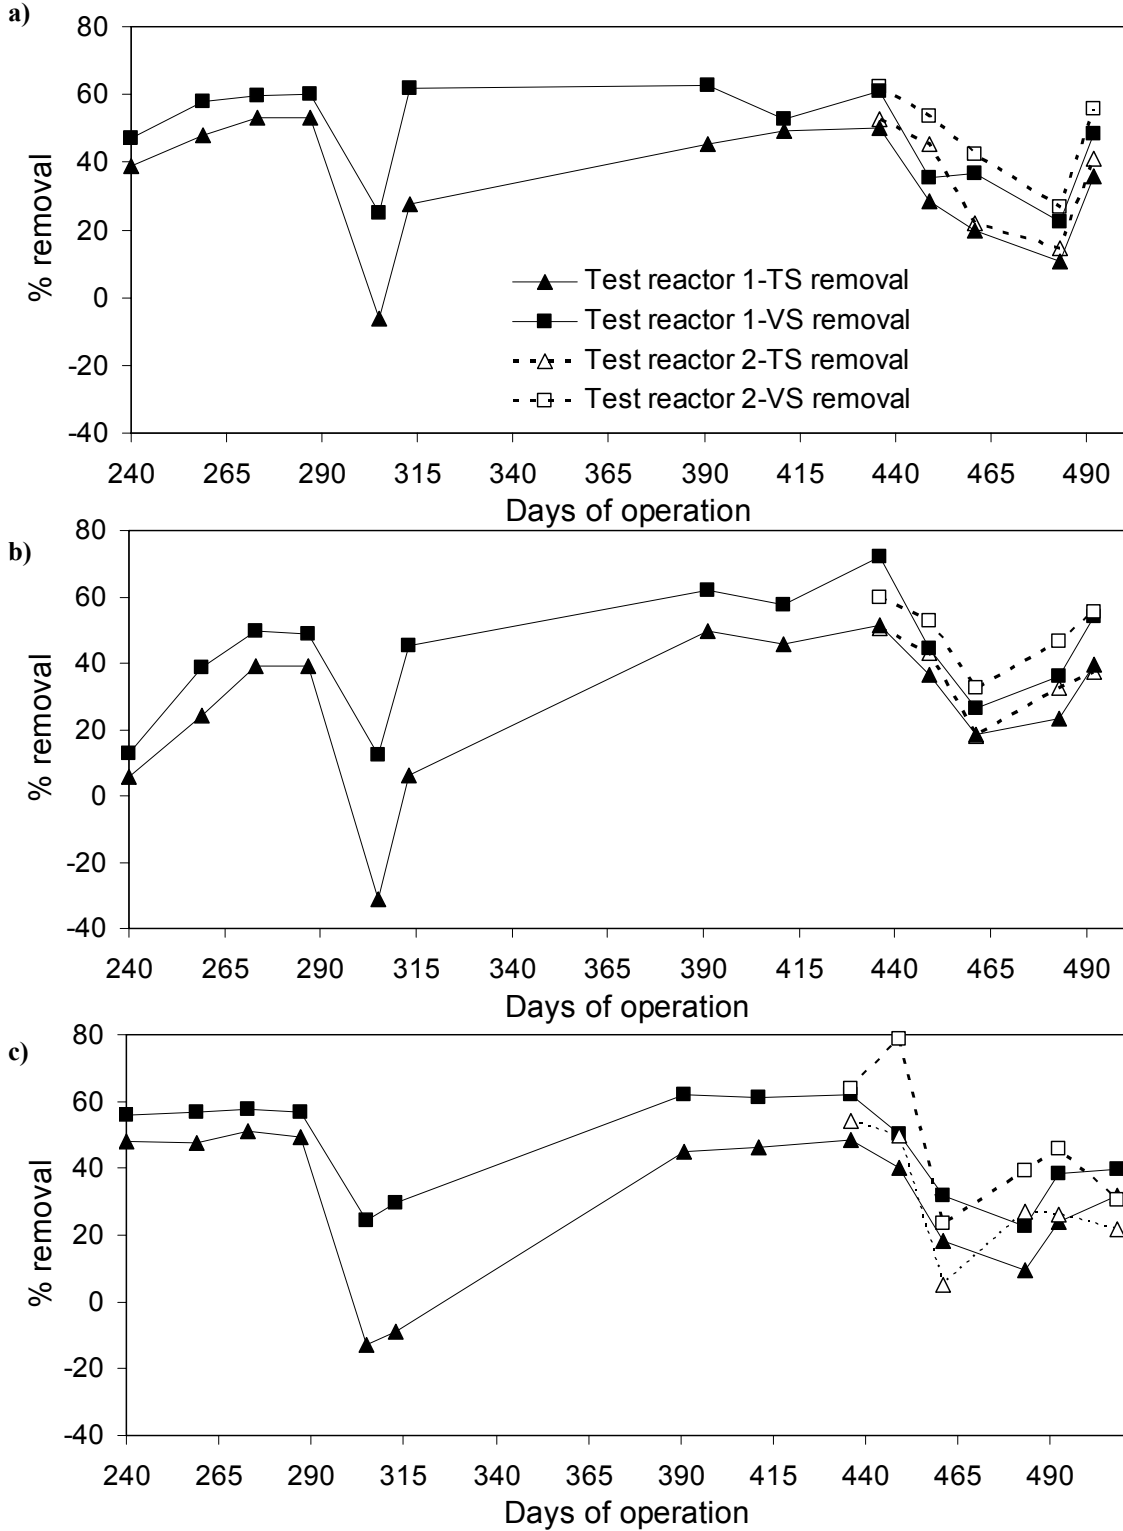 a)
80
60
40
20
0
-20
-40
% removal
Test reactor 1-TS removal
Test reactor 1-VS removal
Test reactor 2-TS removal
Test reactor 2-VS removal
240 265 290 315 340 365 390 415 440 465 490
Days of operation
b)
80
60
40
20
0
-20
-40
% removal
240 265 290 315 340 365 390 415 440 465 490
Days of operation
c)
80
60
40
20
0
-20
-40
% removal
240 265 290 315 340 365 390 415 440 465 490
Days of operation